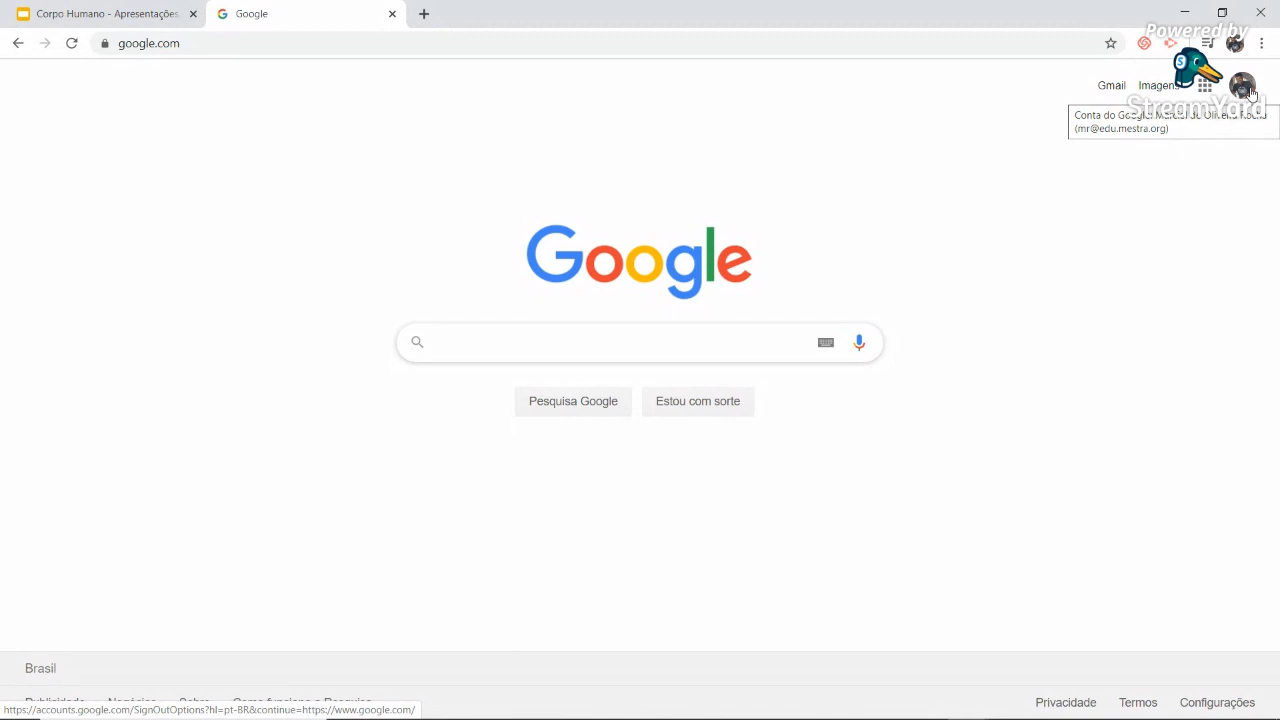 Corpo Humano - Apresentações
Google
google.com
Powered by
StreamYard
Gmail
Imagens
Conta do Google:
(mr@edu.mestra.org)
Google
Pesquisa Google
Estou com sorte
Brasil
Privacidade
Termos
Configurações
https://accounts.google.com/SignOutOptions?hl=pt-BR&continue=https://www.google.com/